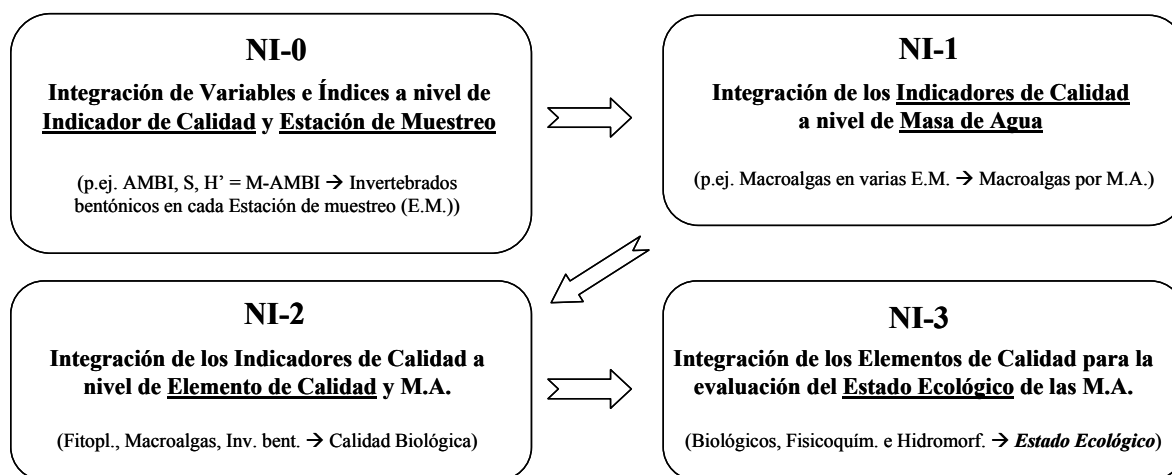 NI-0
Integración de Variables e Índices a nivel de
Indicador de Calidad y Estación de Muestreo
(p.ej. AMBI, S, H’ = M-AMBI → Invertebrados
bentónicos en cada Estación de muestreo (E.M.))
NI-1
Integración de los Indicadores de Calidad
a nivel de Masa de Agua
(p.ej. Macroalgas en varias E.M. → Macroalgas por M.A.)
NI-2
Integración de los Indicadores de Calidad a
nivel de Elemento de Calidad y M.A.
(Fitopl., Macroalgas, Inv. bent. → Calidad Biológica)
NI-3
Integración de los Elementos de Calidad para la
evaluación del Estado Ecológico de las M.A.
(Biológicos, Fisicoquím. e Hidromorf. → Estado Ecológico)